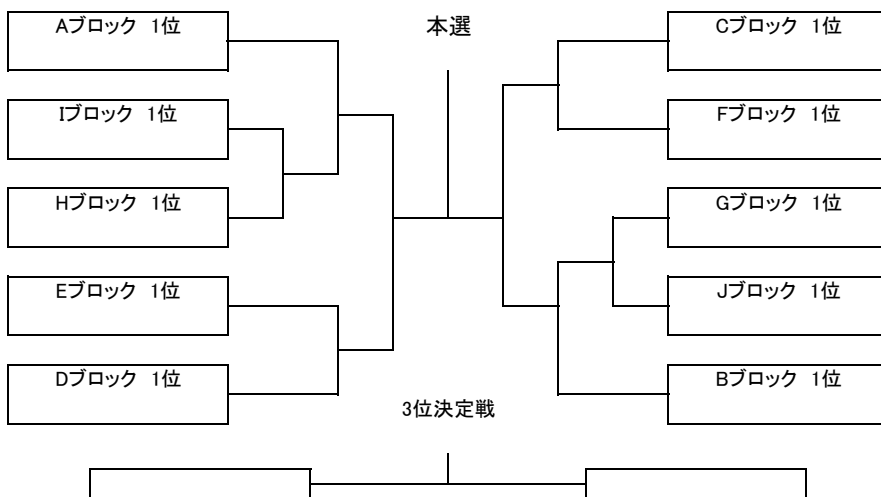 Aブロック 1位
本選
Cブロック 1位
Iブロック 1位
Fブロック 1位
Hブロック 1位
Gブロック 1位
Eブロック 1位
Jブロック 1位
Dブロック 1位
Bブロック 1位
3位決定戦